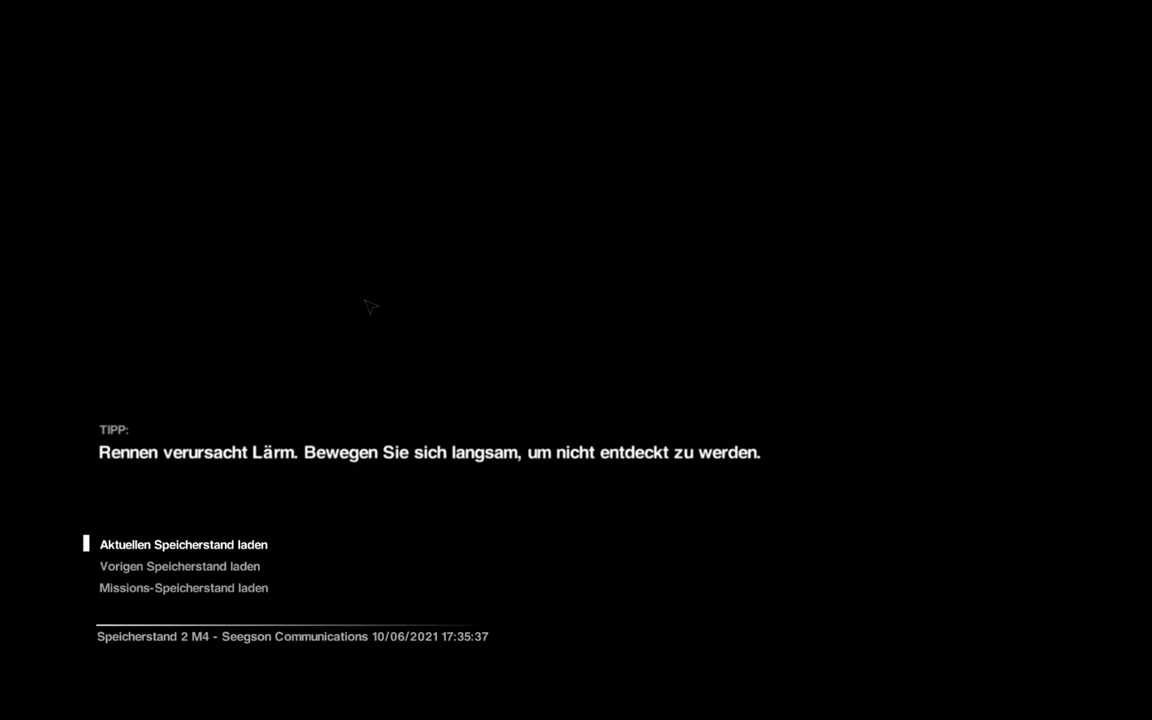 TIPP:
Rennen verursacht Lärm. Bewegen Sie sich langsam, um nicht entdeckt zu werden.
Aktuellen Speicherstand laden
Vorigen Speicherstand laden
Missions-Speicherstand laden
Speicherstand 2 M4 - Seegson Communications 10/06/2021 17:35:37